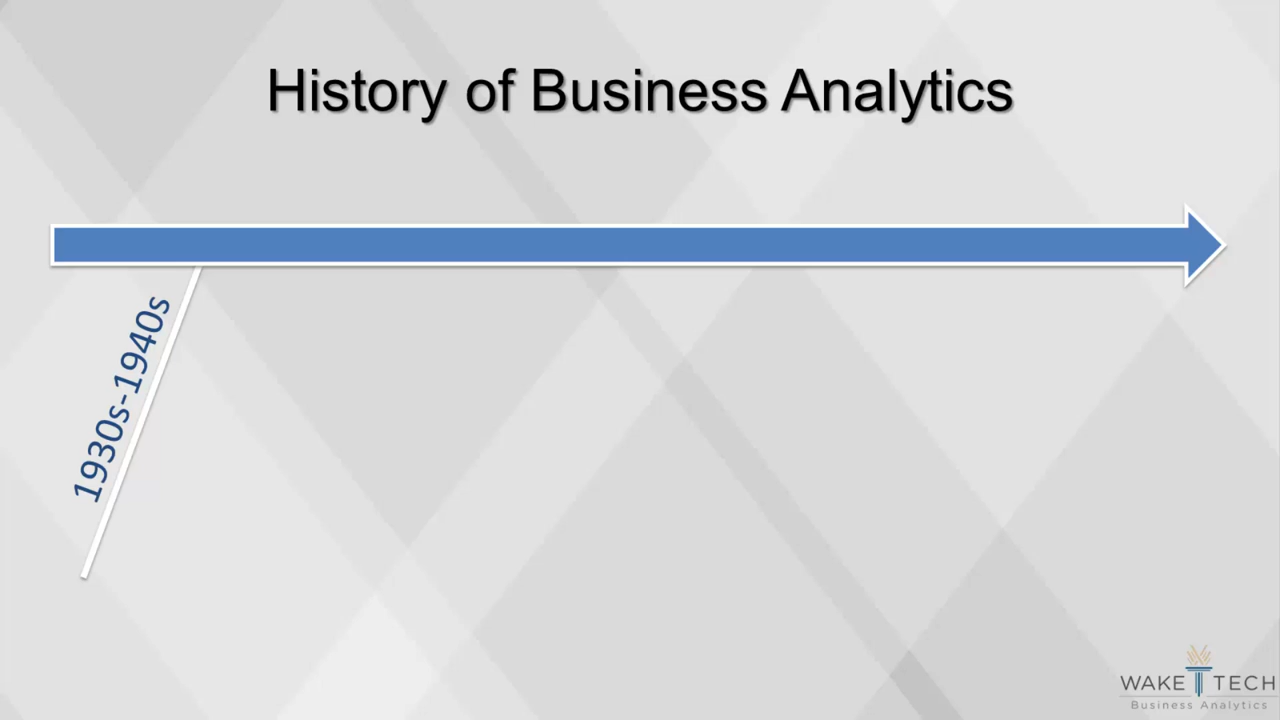 History of Business Analytics
1930s-1940s
WAKE TECH
Business Analytics